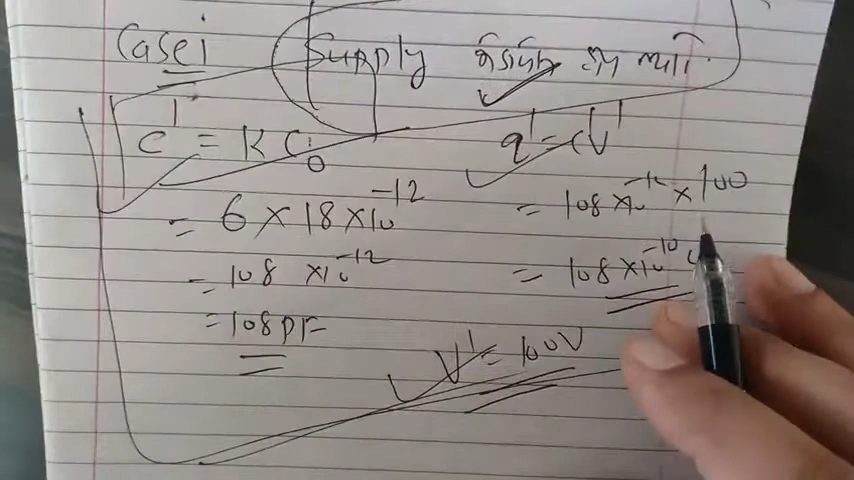 Case i Supply
C' = K C₀ q' = CV'
= 6 × 18 × 10⁻¹² = 108 × 10⁻¹² × 100
= 108 × 10⁻¹² = 108 × 10⁻¹⁰ C
= 108 PF
V' = 100V